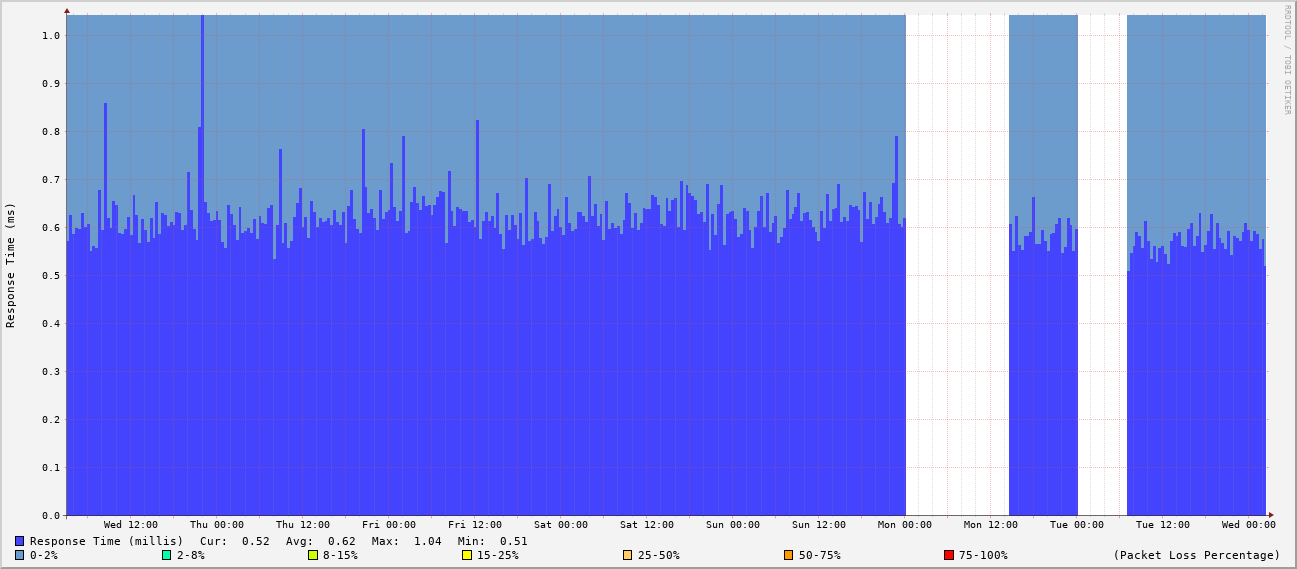 RRDTOOL / TOBI OETIKER
Response Time (ms)
1.0
0.9
0.8
0.7
0.6
0.5
0.4
0.3
0.2
0.1
0.0
Wed 12:00 Thu 00:00 Thu 12:00 Fri 00:00 Fri 12:00 Sat 00:00 Sat 12:00 Sun 00:00 Sun 12:00 Mon 00:00 Mon 12:00 Tue 00:00 Tue 12:00 Wed 00:00
Response Time (millis) Cur: 0.52 Avg: 0.62 Max: 1.04 Min: 0.51
0-2% 2-8% 8-15% 15-25% 25-50% 50-75% 75-100% (Packet Loss Percentage)